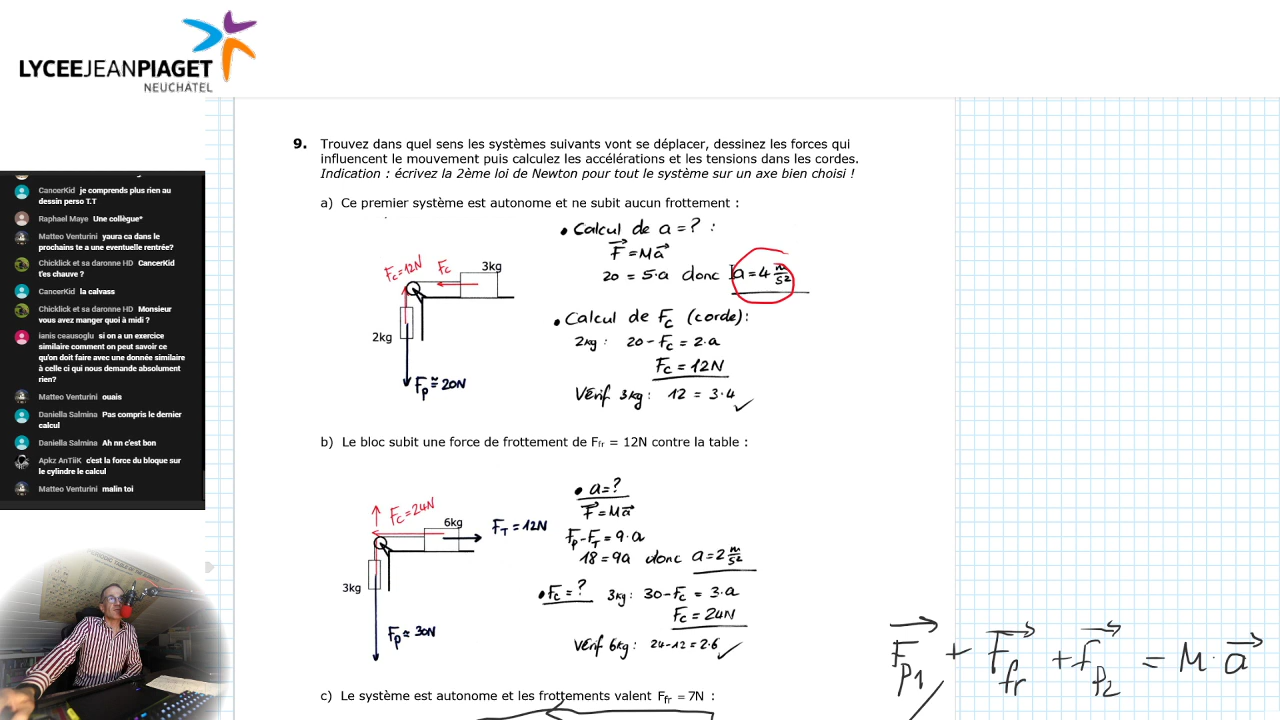 LYCEEJEANPIAGET
NEUCHÂTEL
CancerKid je comprends plus rien au
dessin perso T.T
Raphael Maye Une collègue*
Matteo Venturini yaura ca dans le
prochains te a une eventuelle rentrée?
Chicklick et sa daronne HD CancerKid
t'es chauve ?
CancerKid la calvass
Chicklick et sa daronne HD Monsieur
vous avez manger quoi à midi ?
ianis ceausoglu si on a un exercice
similaire comment on peut savoir ce
qu'on doit faire avec une donnée similaire
à celle ci qui nous demande absolument
rien?
Matteo Venturini ouais
Daniella Salmina Pas compris le dernier
calcul
Daniella Salmina Ah nn c'est bon
Apkz AnTiiK c'est la force du bloque sur
le cylindre le calcul
Matteo Venturini malin toi
9. Trouvez dans quel sens les systèmes suivants vont se déplacer, dessinez les forces qui
influencent le mouvement puis calculez les accélérations et les tensions dans les cordes.
Indication : écrivez la 2ème loi de Newton pour tout le système sur un axe bien choisi !
a) Ce premier système est autonome et ne subit aucun frottement :
Fc=12N Fc 3kg
2kg
Fp≅20N
• Calcul de a=? :
F=Ma
20 = 5·a donc a=4 m/s²
• Calcul de Fc (corde):
2kg: 20-Fc = 2·a
Fc = 12N
Vérif 3kg: 12 = 3·4 ✓
b) Le bloc subit une force de frottement de Ffr = 12N contre la table :
Fc=24N
6kg FT=12N
3kg
Fp≈30N
• a=?
F=Ma
Fp-FT=9·a
18=9a donc a=2 m/s²
• Fc=? 3kg: 30-Fc = 3·a
Fc=24N
Vérif 6kg: 24-12=2·6 ✓
c) Le système est autonome et les frottements valent Ffr = 7N :
Fp1 + Ffr + Fp2 = M·a